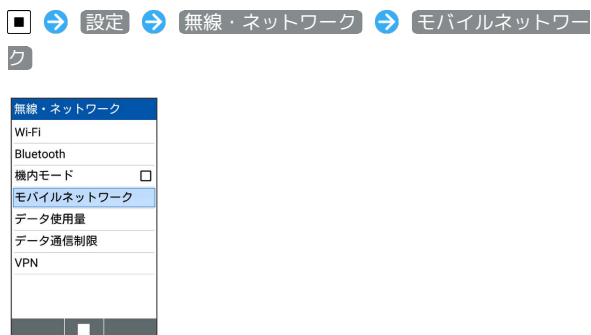 設定 無線・ネットワーク モバイルネットワー
ク
無線・ネットワーク
Wi-Fi
Bluetooth
機内モード
モバイルネットワーク
データ使用量
データ通信制限
VPN